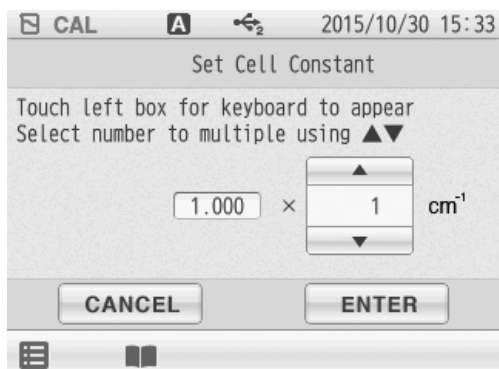 CAL A 2 2015/10/30 15:33
Set Cell Constant
Touch left box for keyboard to appear
Select number to multiple using ▲▼
▲
1.000 × 1 cm⁻¹
▼
CANCEL ENTER